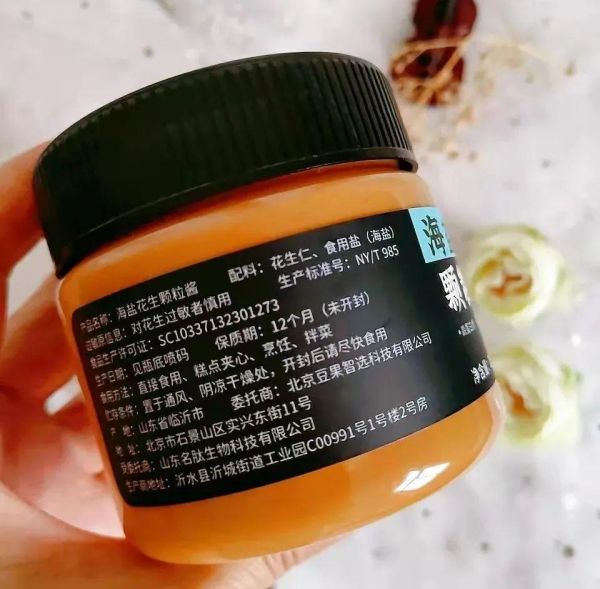 产品名称：海盐花生颗粒酱 配料：花生仁、食用盐（海盐）
过敏原信息：对花生过敏者慎用 生产标准号：NY/T 985
食品生产许可证：SC10337132301273
生产日期：见瓶底喷码 保质期：12个月（未开封）
食用方法：直接食用、糕点夹心、烹饪、拌菜
贮存条件：置于通风、阴凉干燥处，开封后请尽快食用
产地：山东省临沂市 委托商：北京豆果智选科技有限公司
地址：北京市石景山区实兴东街11号
受委托商：山东名肽生物科技有限公司
生产商地址：沂水县沂城街道工业园C00991号1号楼2号房
海
颗